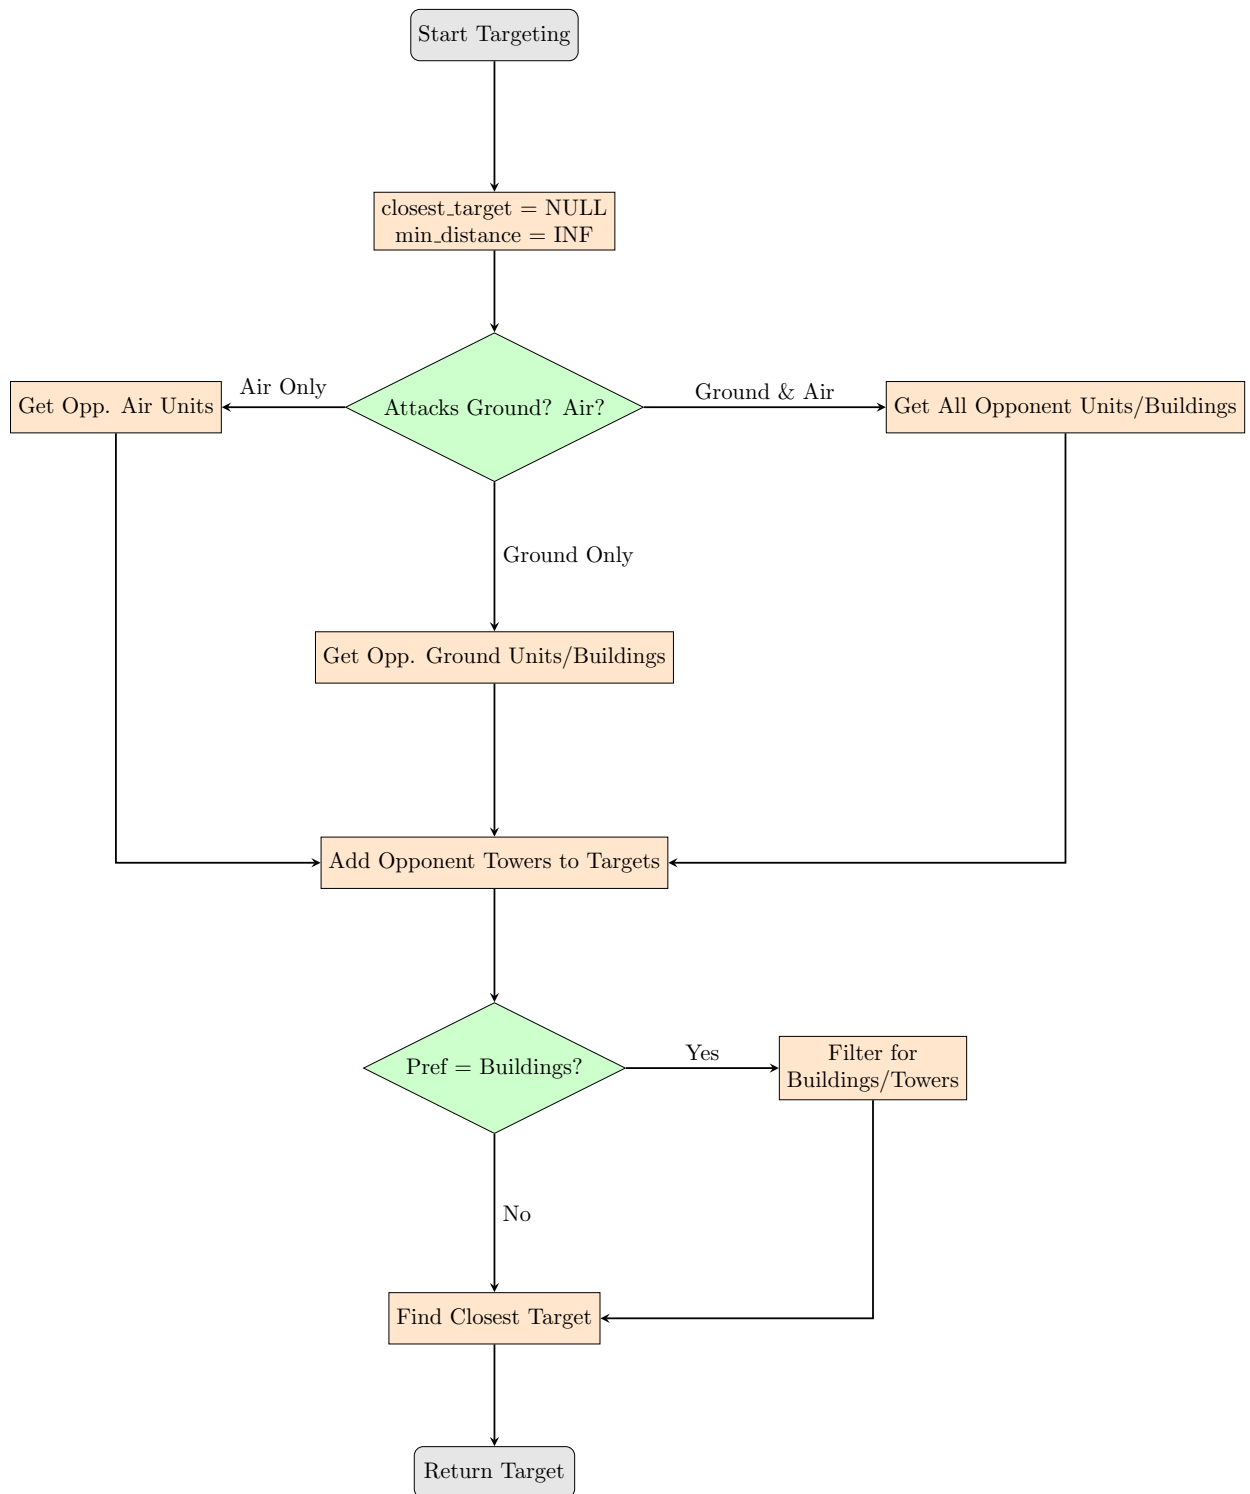 Start Targeting
closest_target = NULL
min_distance = INF
Attacks Ground? Air?
Air Only
Get Opp. Air Units
Ground & Air
Get All Opponent Units/Buildings
Ground Only
Get Opp. Ground Units/Buildings
Add Opponent Towers to Targets
Pref = Buildings?
Yes
Filter for
Buildings/Towers
No
Find Closest Target
Return Target